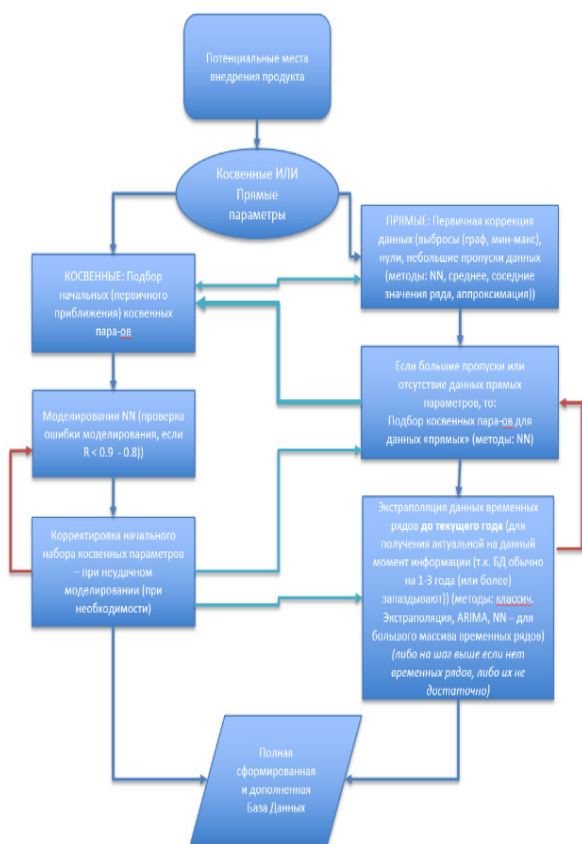 Потенциальные места
внедрения продукта
Косвенные ИЛИ
Прямые
параметры
ПРЯМЫЕ: Первичная коррекция
данных (выбросы (граф, мин-макс),
нули, небольшие пропуски данных
(методы: NN, среднее, соседние
значения ряда, аппроксимация))
КОСВЕННЫЕ: Подбор
начальных (первичного
приближения) косвенных
пара-ов
Если большие пропуски или
отсутствие данных прямых
параметров, то:
Подбор косвенных пара-ов для
данных «прямых» (методы: NN)
Моделировании NN (проверка
ошибки моделирования, если
R < 0.9 - 0.8))
Корректировка начального
набора косвенных параметров
– при неудачном
моделировании (при
необходимости)
Экстраполяция данных временных
рядов до текущего года (для
получения актуальной на данный
момент информации (т.к. БД обычно
на 1-3 года (или более)
запаздывают)) (методы: классич.
Экстраполяция, ARIMA, NN – для
большого массива временных рядов)
(либо на шаг выше если нет
временных рядов, либо их не
достаточно)
Полная
сформированная
и дополненная
База Данных